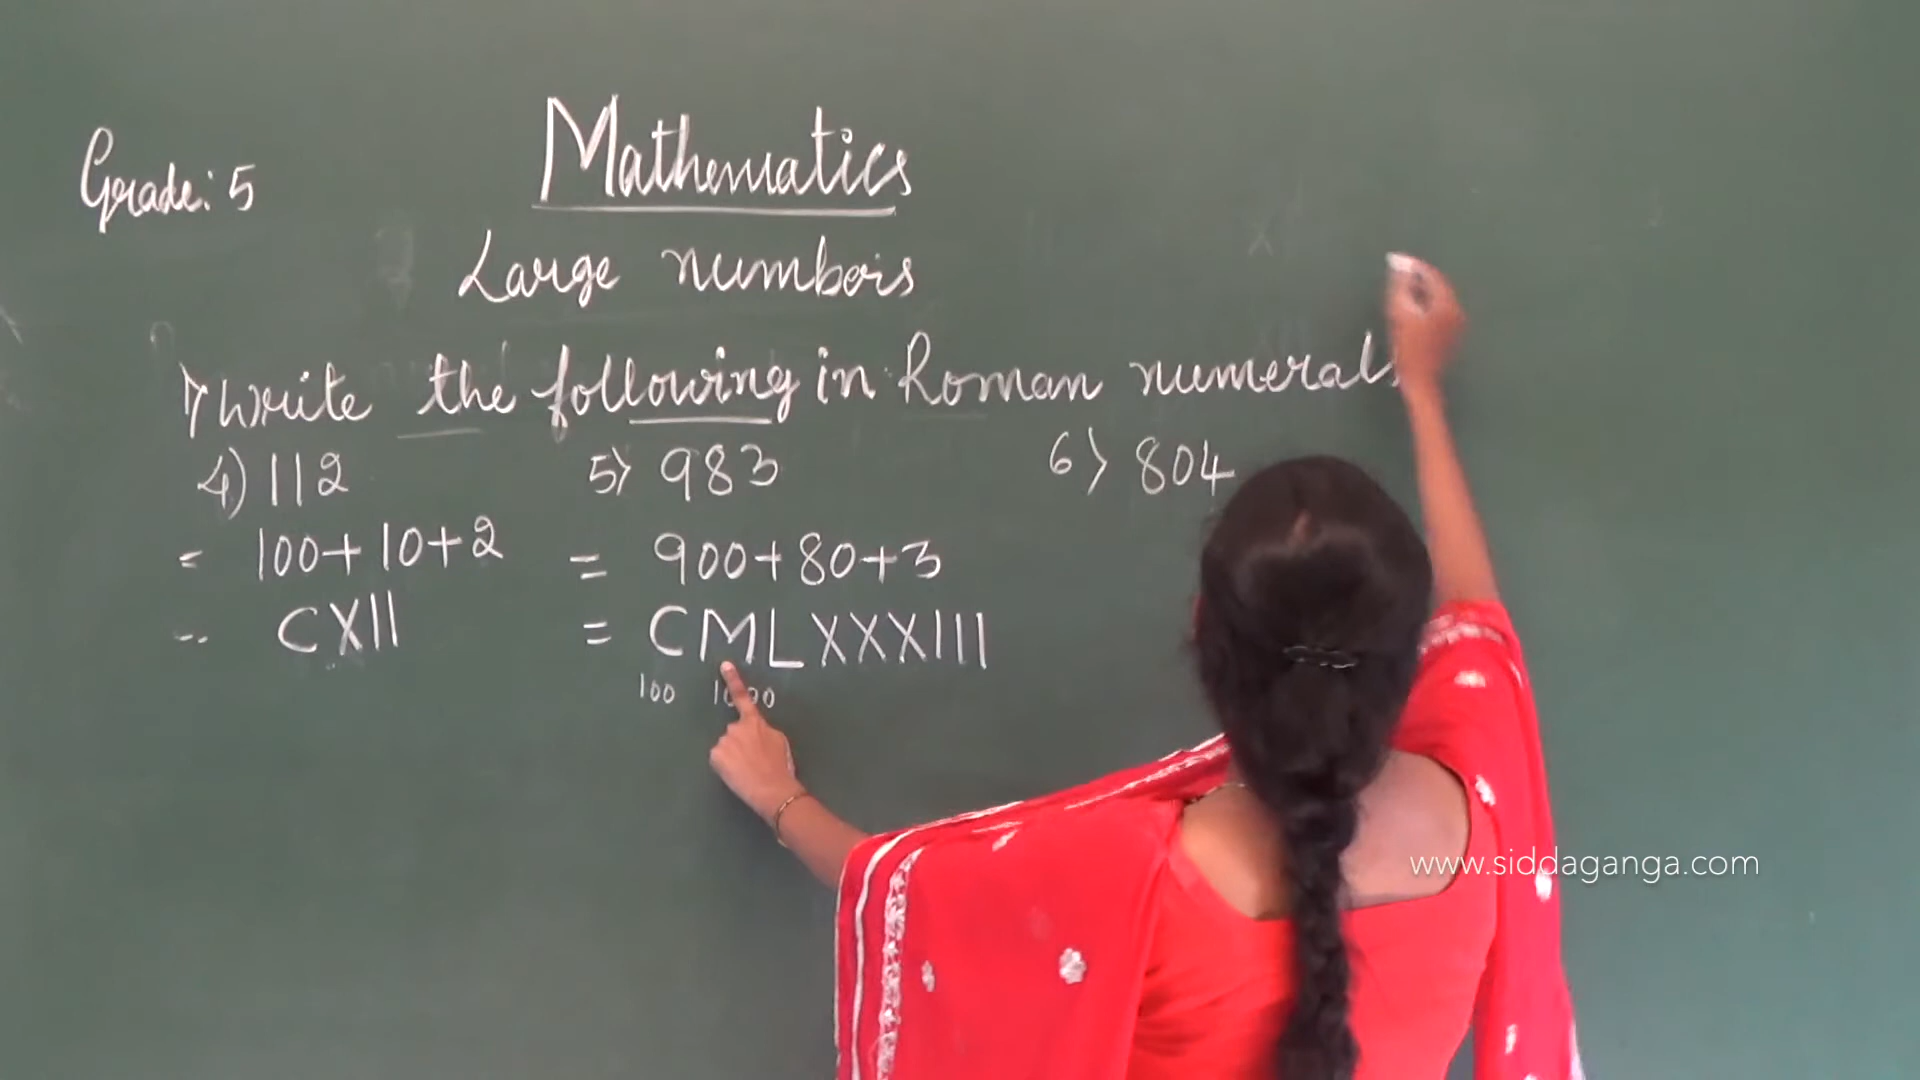 Grade: 5
Mathematics
Large numbers
1) Write the following in Roman numerals
4) 112
5) 983
6) 804
= 100+10+2
= 900+80+3
= CXII
= CMLXXXIII
100 1000
www.siddaganga.com